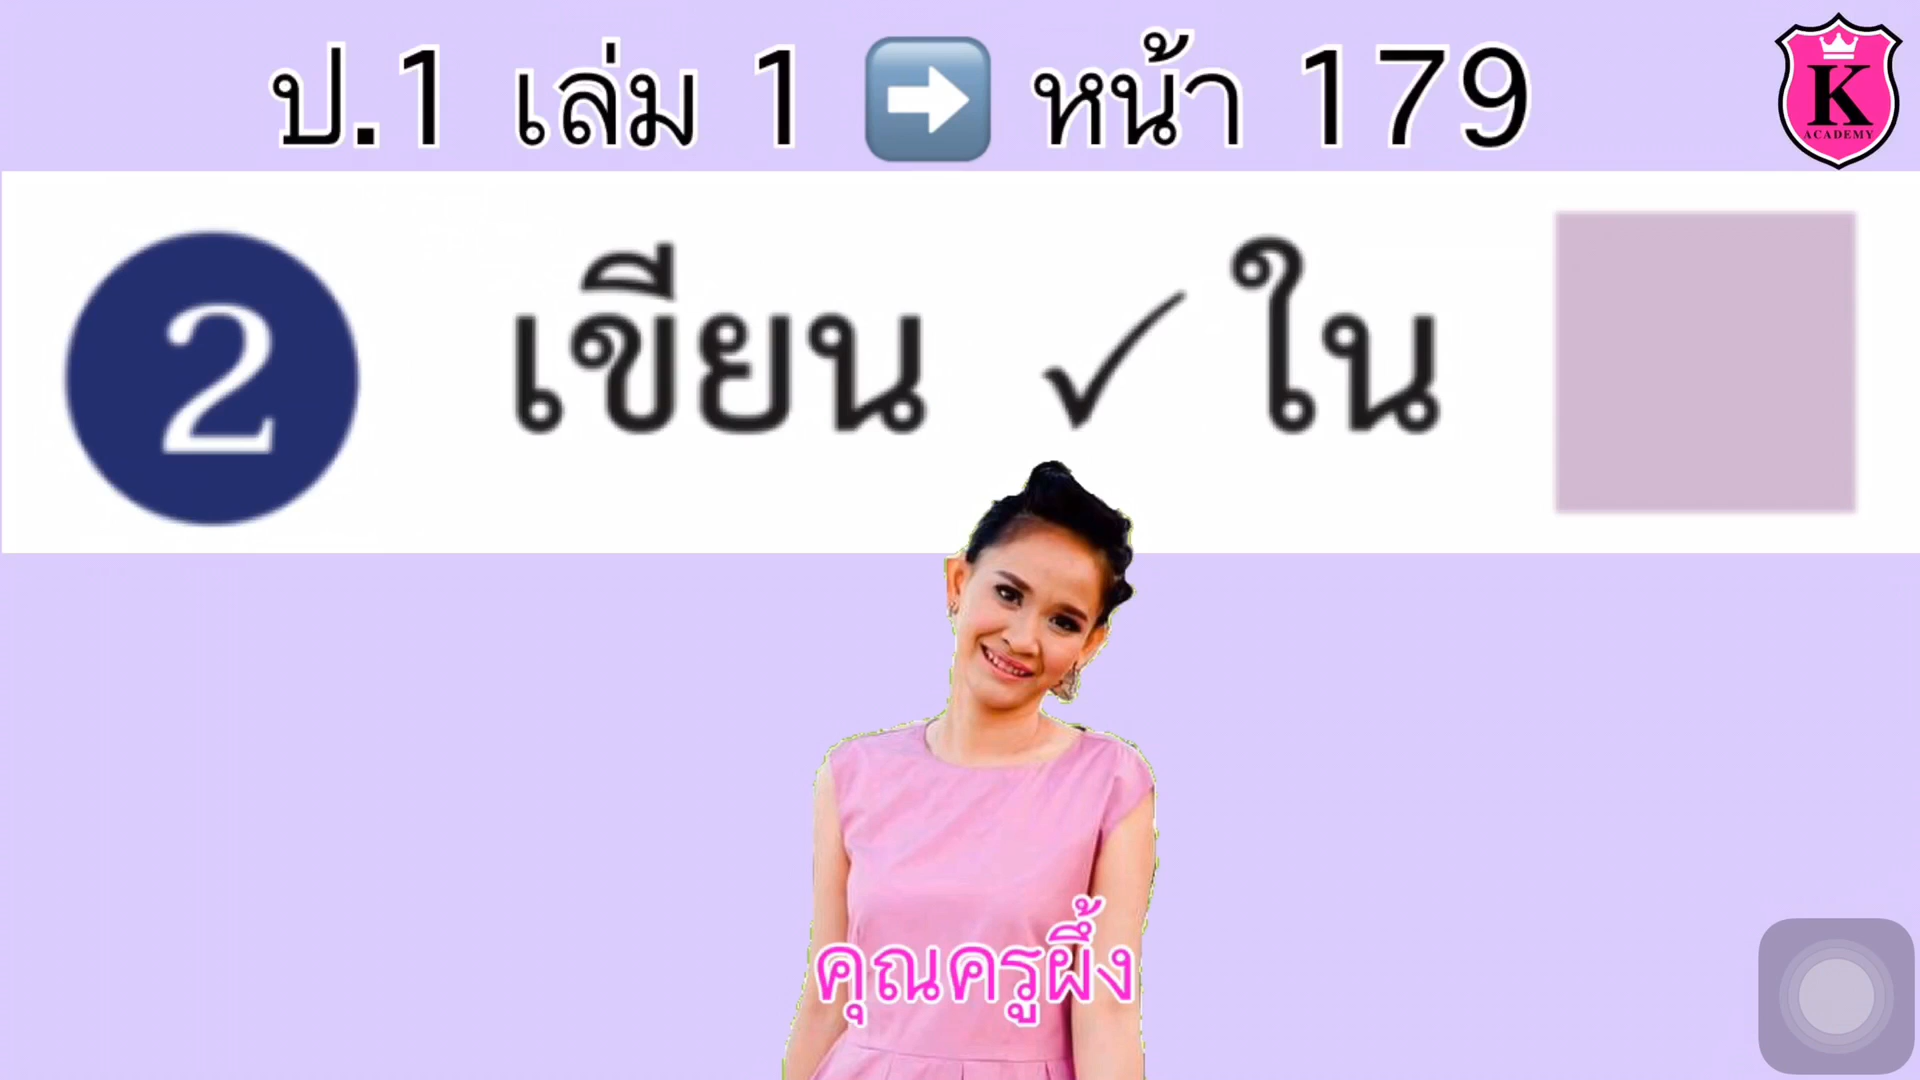 ป.1 เล่ม 1 ➡ หน้า 179
K
ACADEMY
2 เขียน ✓ ใน
คุณครูผึ้ง